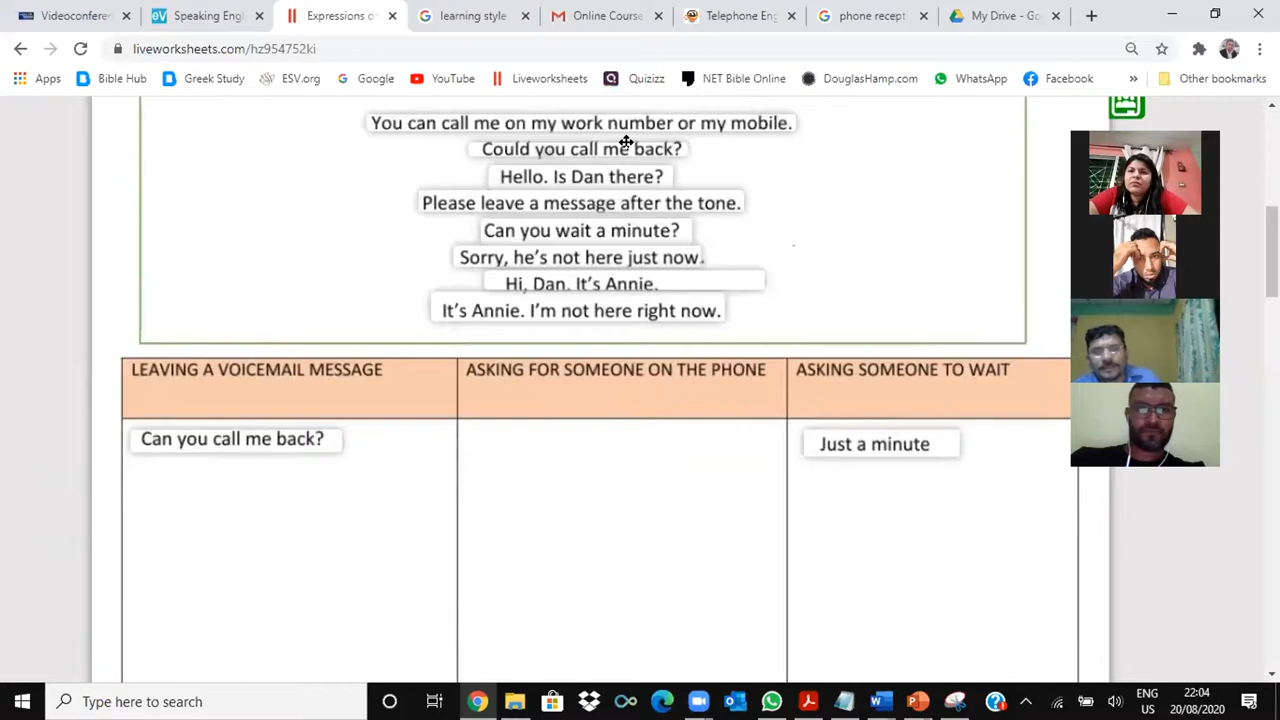 Videoconferen
Speaking Engl
Expressions o
learning style
Online Course
Telephone Eng
phone recept
My Drive - Go
liveworksheets.com/hz954752ki
Apps
Bible Hub
Greek Study
ESV.org
Google
YouTube
Liveworksheets
Quizizz
NET Bible Online
DouglasHamp.com
WhatsApp
Facebook
Other bookmarks
You can call me on my work number or my mobile.
Could you call me back?
Hello. Is Dan there?
Please leave a message after the tone.
Can you wait a minute?
Sorry, he's not here just now.
Hi, Dan. It's Annie.
It's Annie. I'm not here right now.
LEAVING A VOICEMAIL MESSAGE
ASKING FOR SOMEONE ON THE PHONE
ASKING SOMEONE TO WAIT
Can you call me back?
Just a minute
Type here to search
ENG
US
22:04
20/08/2020